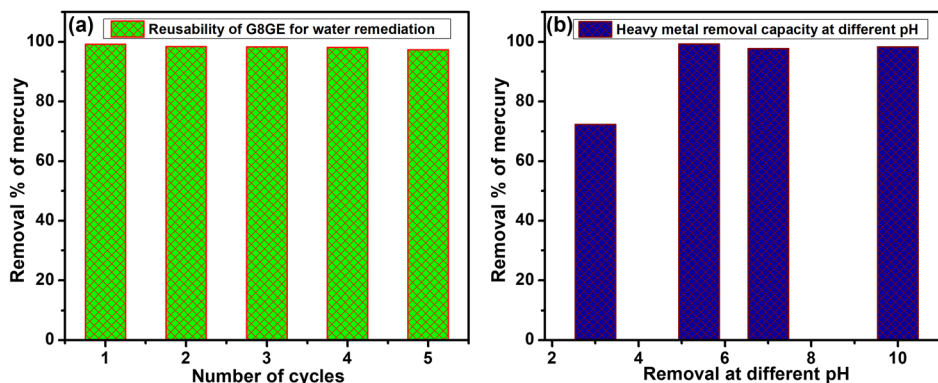 (a)
Reusability of G8GE for water remediation
Removal % of mercury
100
80
60
40
20
0
1
2
3
4
5
Number of cycles
(b)
Heavy metal removal capacity at different pH
Removal % of mercury
100
80
60
40
20
0
2
4
6
8
10
Removal at different pH